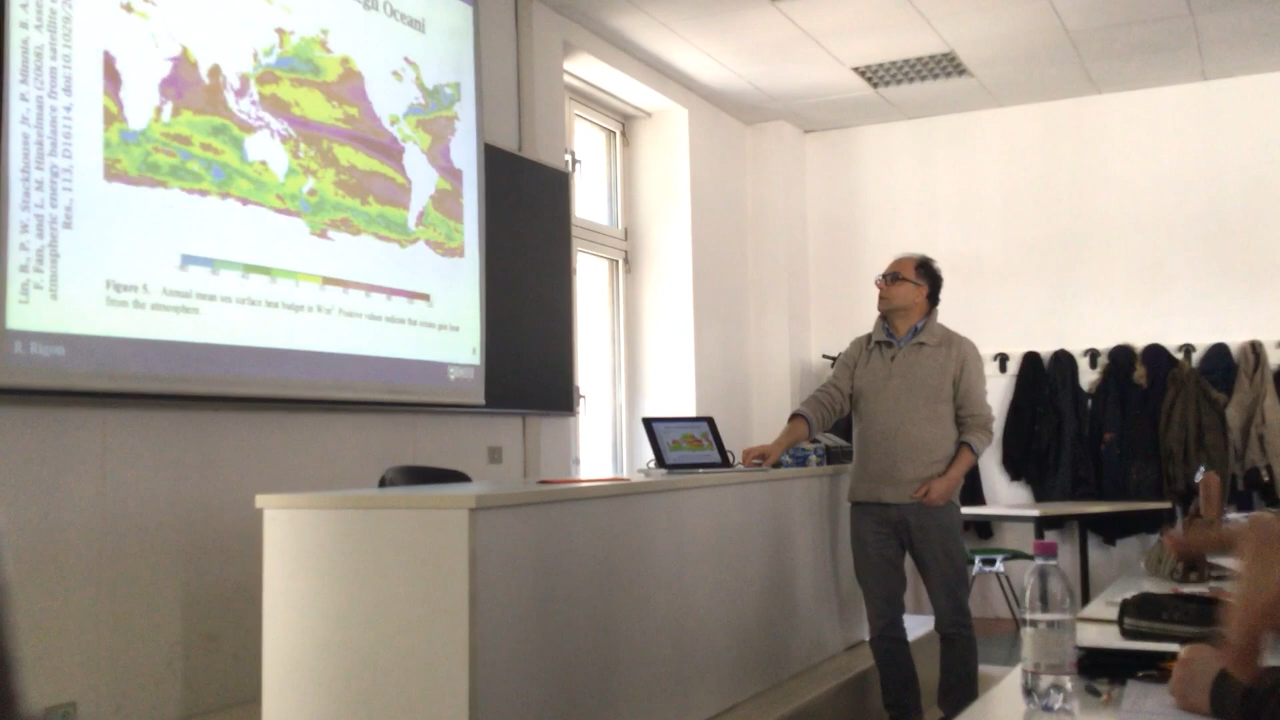 gli Oceani
Lin, B., P. W. Stackhouse Jr., P. Minnis, B. A.
F. Fan, and L. M. Hinkelman (2008), Asse
atmospheric energy balance from satellite
Res., 113, D16114, doi:10.1029/20
Figure 5. Annual mean sea surface heat budget in W/m². Positive values indicate that oceans gain heat
from the atmosphere.
R. Rigon
8